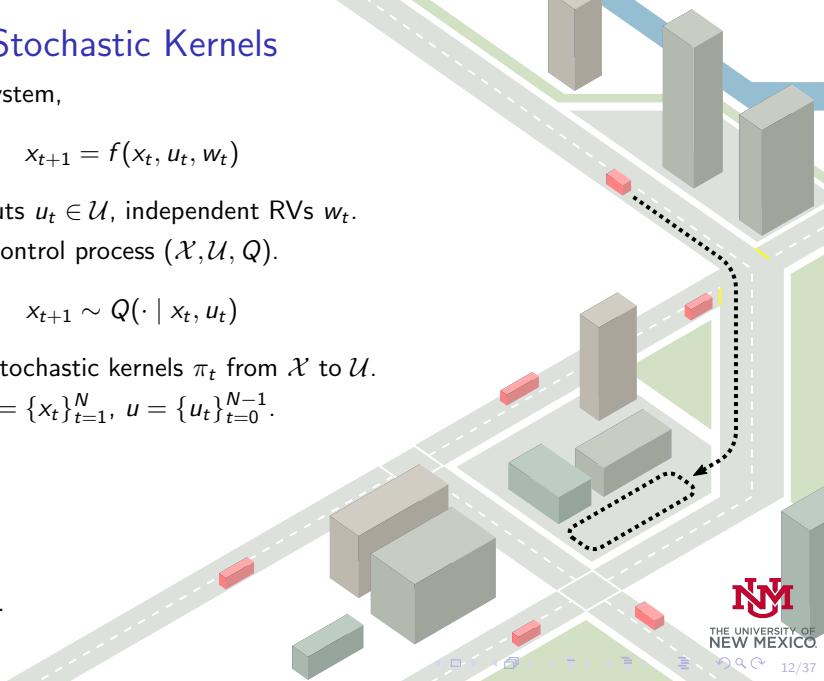 Stochastic Kernels
ystem,
x_{t+1} = f(x_t, u_t, w_t)
uts u_t ∈ 𝒰, independent RVs w_t.
ontrol process (𝒳, 𝒰, Q).
x_{t+1} ∼ Q(· | x_t, u_t)
tochastic kernels π_t from 𝒳 to 𝒰.
= {x_t}_{t=1}^{N}, u = {u_t}_{t=0}^{N−1}.
.
NM
THE UNIVERSITY OF
NEW MEXICO.
12/37